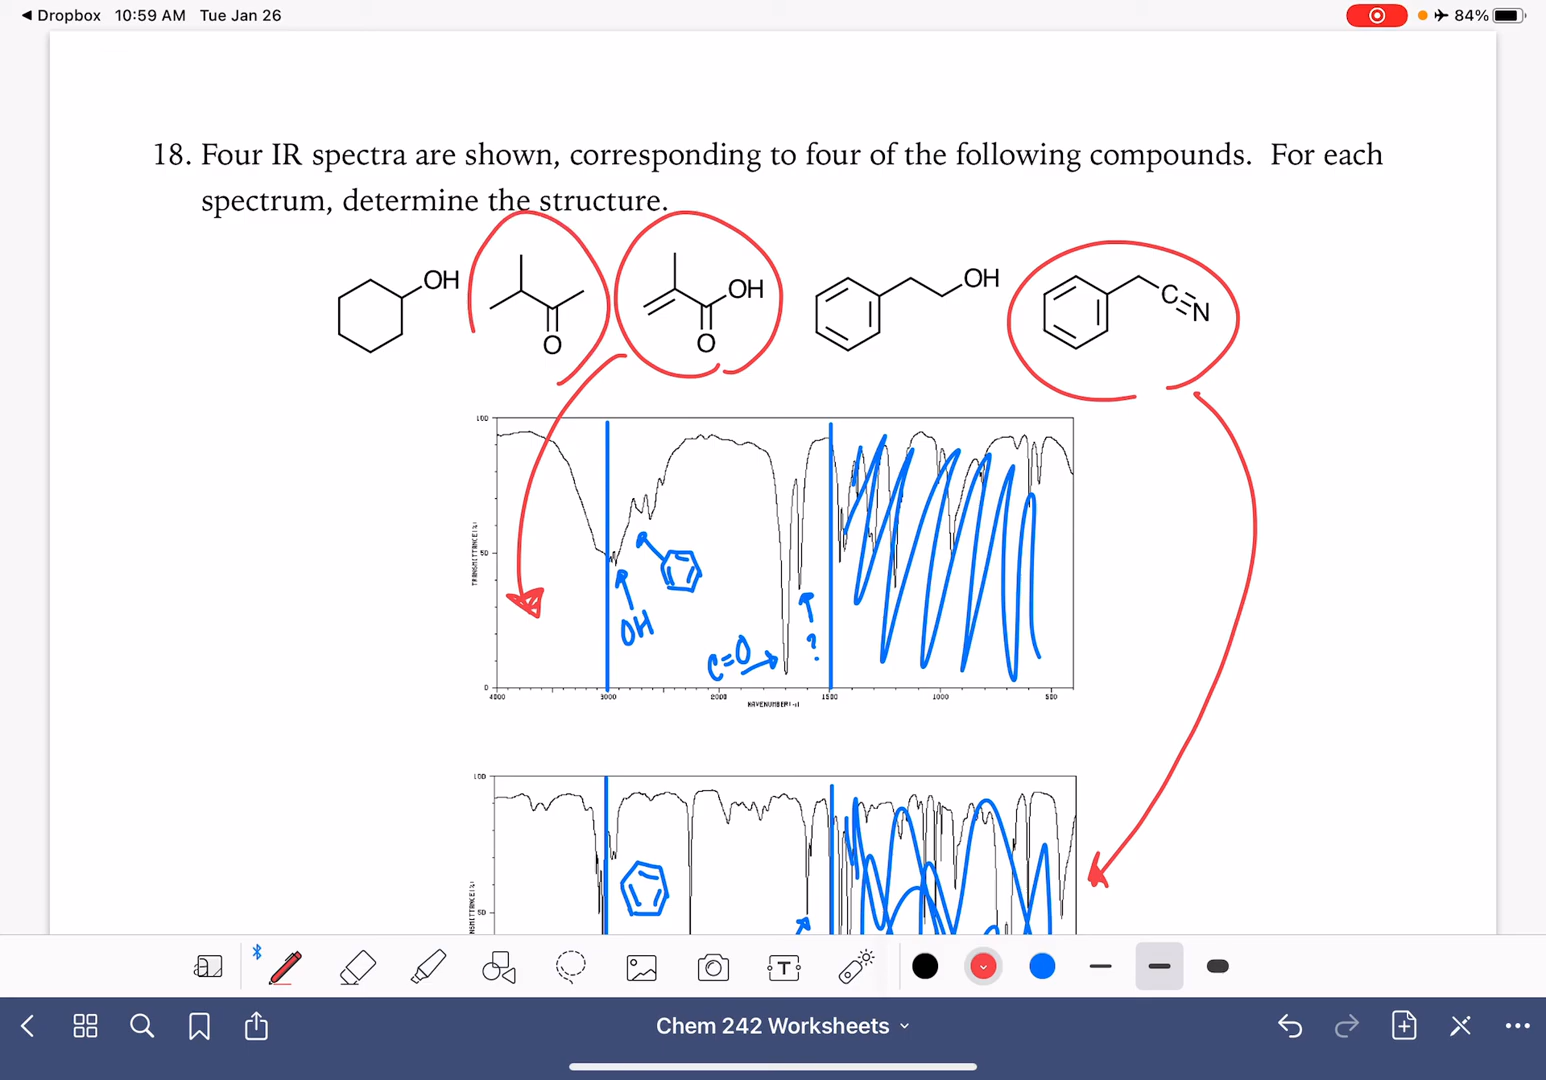 Dropbox 10:59 AM Tue Jan 26 84%
18. Four IR spectra are shown, corresponding to four of the following compounds. For each
spectrum, determine the structure.
OH
O
OH
O
OH
C
N
100
50
0
TRANSMITTANCE(%)
OH
C=O
?
4000 3000 2000 1500 1000 500
100
50
T
Chem 242 Worksheets